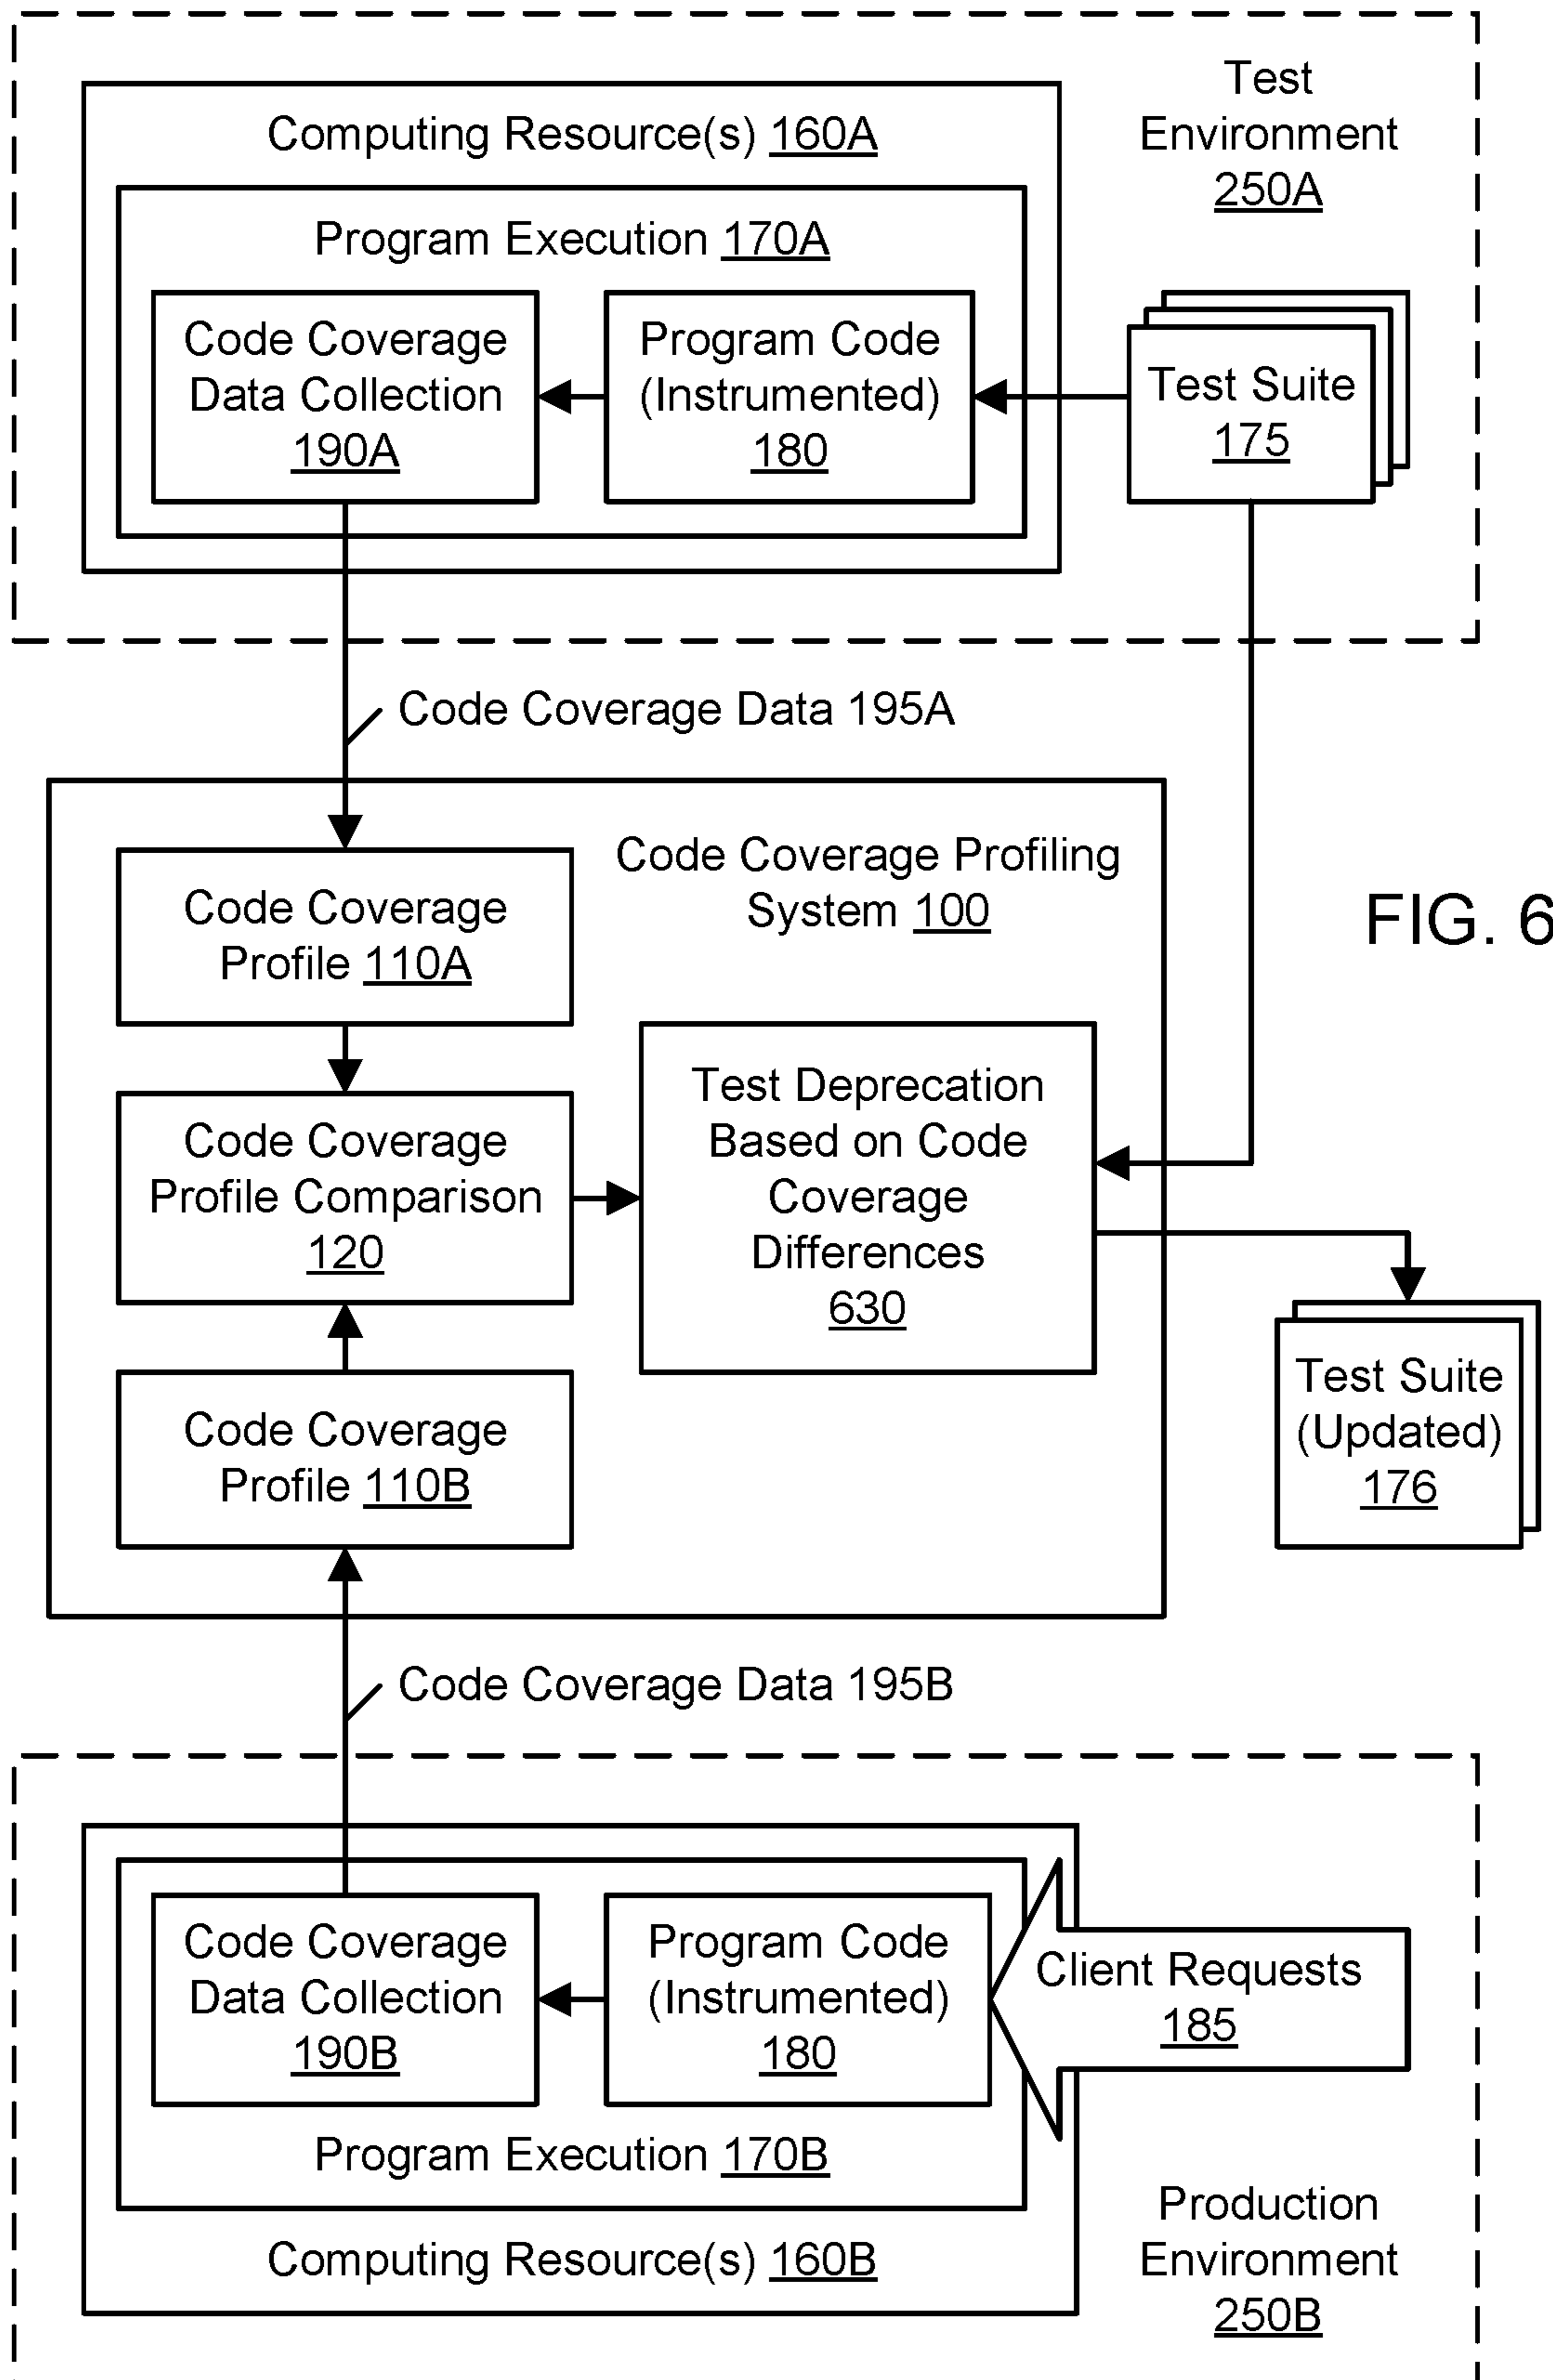 Test
Environment
250A
Computing Resource(s) 160A
Program Execution 170A
Code Coverage
Data Collection
190A
Program Code
(Instrumented)
180
Test Suite
175
Code Coverage Data 195A
Code Coverage Profiling
System 100
FIG. 6
Code Coverage
Profile 110A
Code Coverage
Profile Comparison
120
Test Deprecation
Based on Code
Coverage
Differences
630
Code Coverage
Profile 110B
Test Suite
(Updated)
176
Code Coverage Data 195B
Code Coverage
Data Collection
190B
Program Code
(Instrumented)
180
Client Requests
185
Program Execution 170B
Computing Resource(s) 160B
Production
Environment
250B